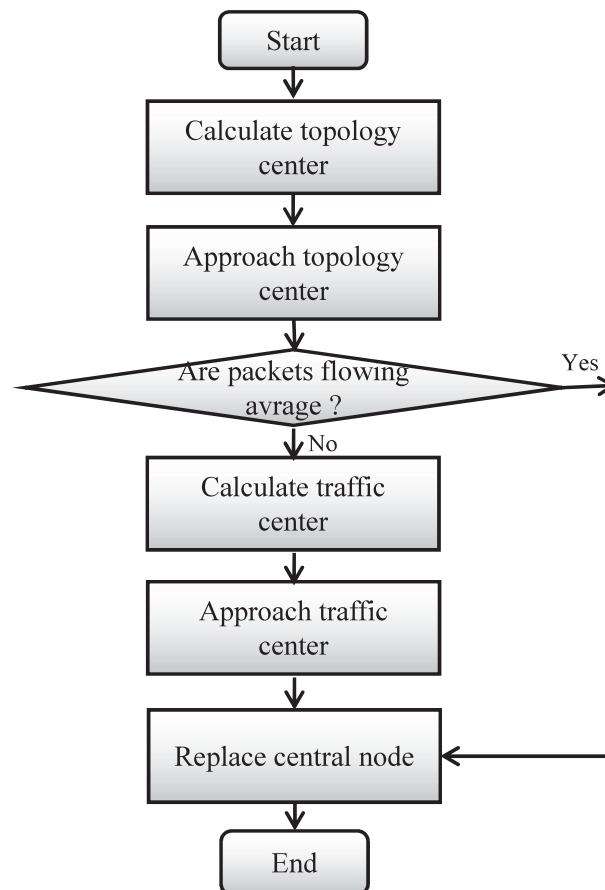 Start
Calculate topology
center
Approach topology
center
Are packets flowing
avrage ?
Yes
No
Calculate traffic
center
Approach traffic
center
Replace central node
End